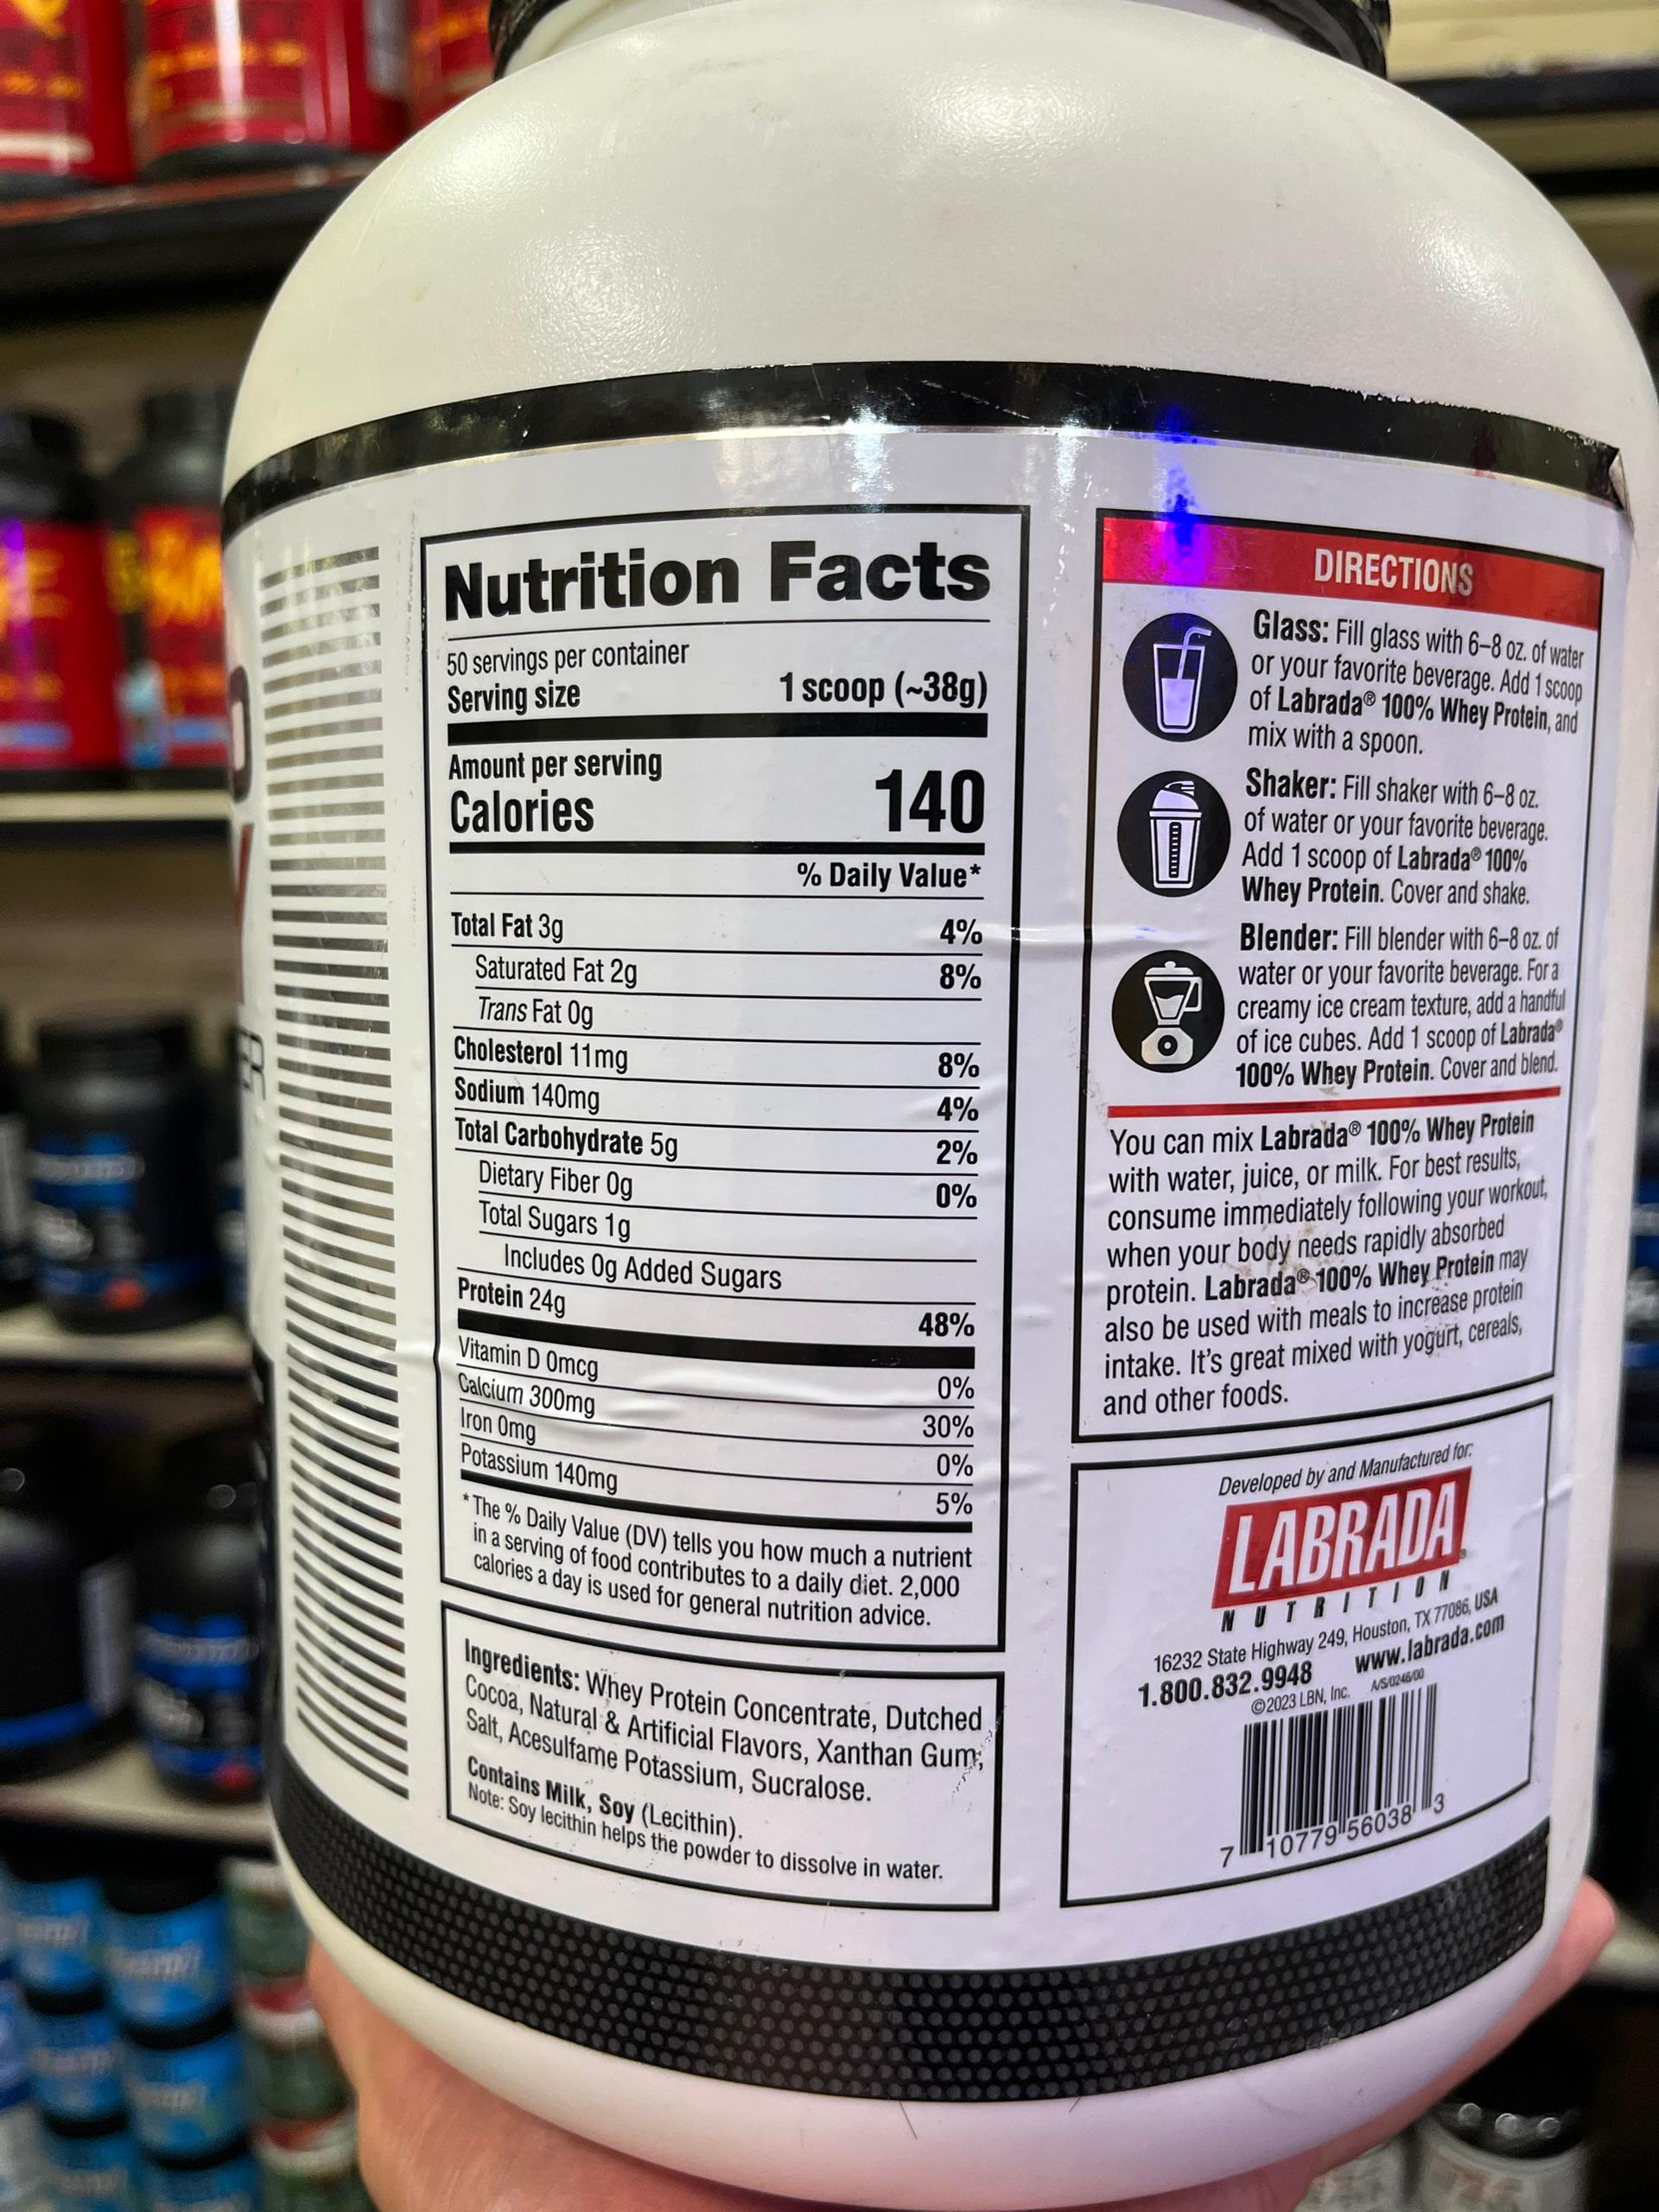 Nutrition Facts
50 servings per container
Serving size 1 scoop (~38g)
Amount per serving
Calories 140
% Daily Value*
Total Fat 3g 4%
Saturated Fat 2g 8%
Trans Fat 0g
Cholesterol 11mg 8%
Sodium 140mg 4%
Total Carbohydrate 5g 2%
Dietary Fiber 0g 0%
Total Sugars 1g
Includes 0g Added Sugars
Protein 24g 48%
Vitamin D 0mcg 0%
Calcium 300mg 30%
Iron 0mg 0%
Potassium 140mg 5%
* The % Daily Value (DV) tells you how much a nutrient
in a serving of food contributes to a daily diet. 2,000
calories a day is used for general nutrition advice.
Ingredients: Whey Protein Concentrate, Dutched
Cocoa, Natural & Artificial Flavors, Xanthan Gum,
Salt, Acesulfame Potassium, Sucralose.
Contains Milk, Soy (Lecithin).
Note: Soy lecithin helps the powder to dissolve in water.
DIRECTIONS
Glass: Fill glass with 6–8 oz. of water
or your favorite beverage. Add 1 scoop
of Labrada® 100% Whey Protein, and
mix with a spoon.
Shaker: Fill shaker with 6–8 oz.
of water or your favorite beverage.
Add 1 scoop of Labrada® 100%
Whey Protein. Cover and shake.
Blender: Fill blender with 6–8 oz. of
water or your favorite beverage. For a
creamy ice cream texture, add a handful
of ice cubes. Add 1 scoop of Labrada®
100% Whey Protein. Cover and blend.
You can mix Labrada® 100% Whey Protein
with water, juice, or milk. For best results,
consume immediately following your workout,
when your body needs rapidly absorbed
protein. Labrada® 100% Whey Protein may
also be used with meals to increase protein
intake. It's great mixed with yogurt, cereals,
and other foods.
Developed by and Manufactured for:
LABRADA®
NUTRITION
16232 State Highway 249, Houston, TX 77086, USA
1.800.832.9948 www.labrada.com
©2023 LBN, Inc. A/S/0246/00
7 10779 56038 3